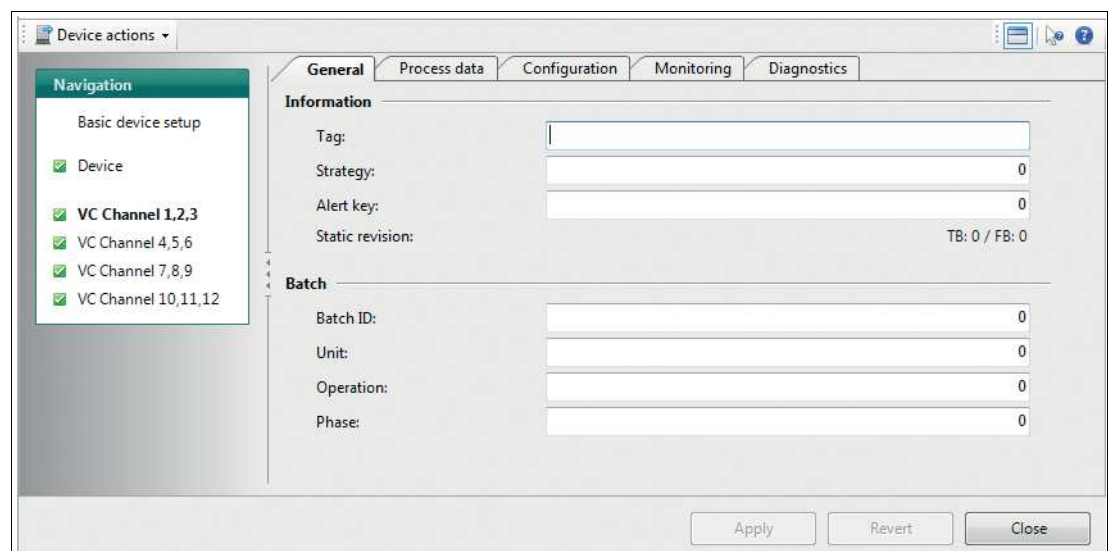 Device actions
Navigation
Basic device setup
Device
VC Channel 1,2,3
VC Channel 4,5,6
VC Channel 7,8,9
VC Channel 10,11,12
General Process data Configuration Monitoring Diagnostics
Information
Tag:
Strategy: 0
Alert key: 0
Static revision: TB: 0 / FB: 0
Batch
Batch ID: 0
Unit: 0
Operation: 0
Phase: 0
Apply Revert Close